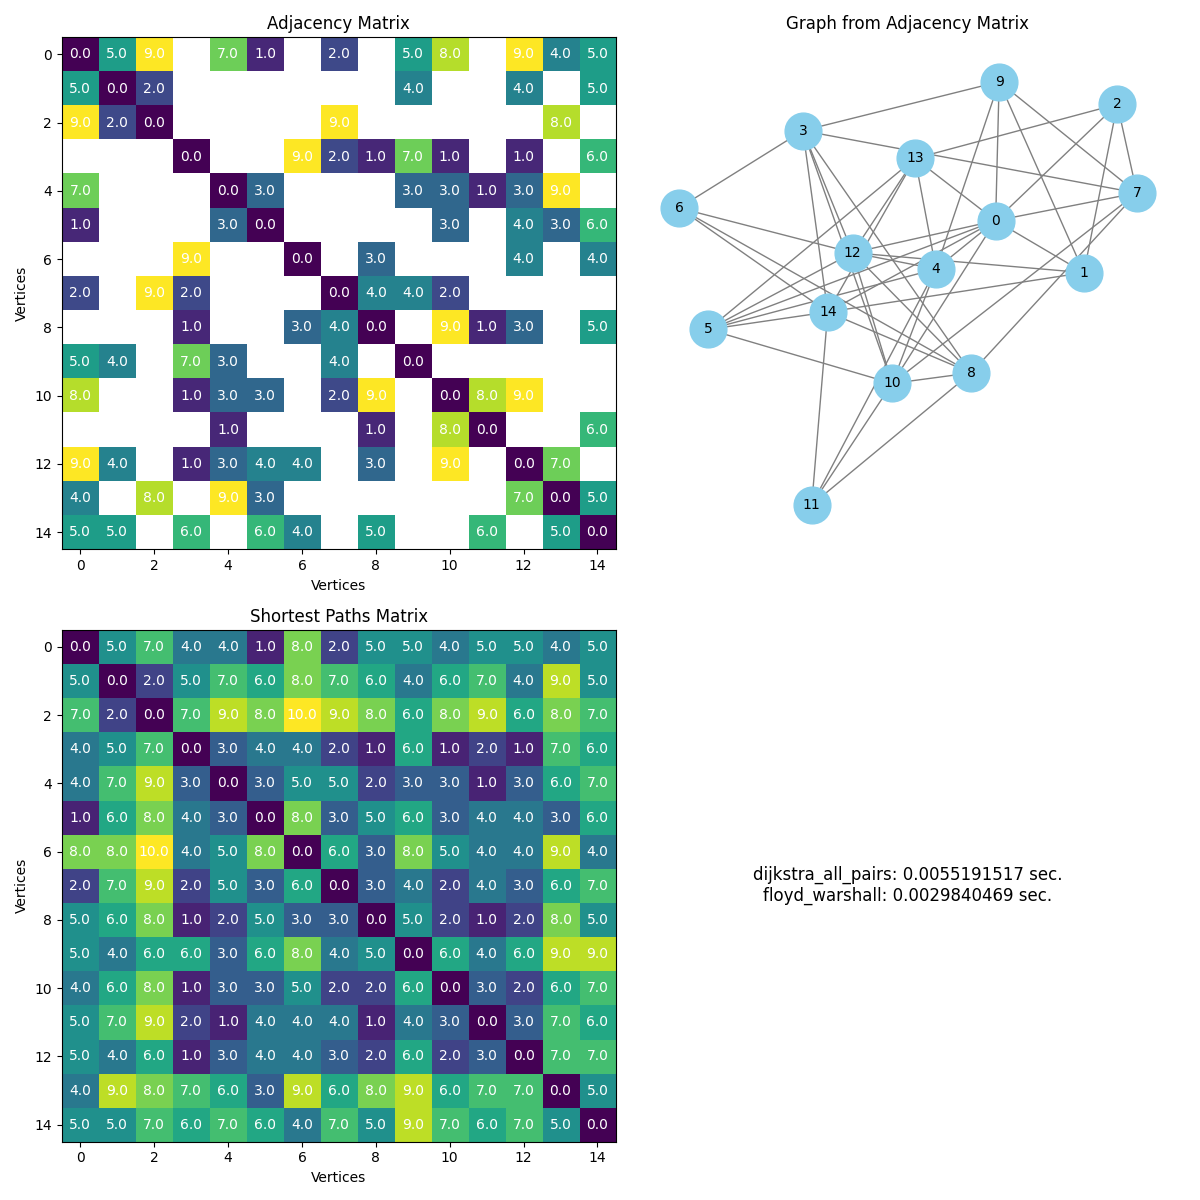 Adjacency Matrix
0 0.0 5.0 9.0 7.0 1.0 2.0 5.0 8.0 9.0 4.0 5.0
5.0 0.0 2.0 4.0 4.0 5.0
2 9.0 2.0 0.0 9.0 8.0
0.0 9.0 2.0 1.0 7.0 1.0 1.0 6.0
4 7.0 0.0 3.0 3.0 3.0 1.0 3.0 9.0
1.0 3.0 0.0 3.0 4.0 3.0 6.0
6 9.0 0.0 3.0 4.0 4.0
2.0 9.0 2.0 0.0 4.0 4.0 2.0
8 1.0 3.0 4.0 0.0 9.0 1.0 3.0 5.0
5.0 4.0 7.0 3.0 4.0 0.0
10 8.0 1.0 3.0 3.0 2.0 9.0 0.0 8.0 9.0
1.0 1.0 8.0 0.0 6.0
12 9.0 4.0 1.0 3.0 4.0 4.0 3.0 9.0 0.0 7.0
4.0 8.0 9.0 3.0 7.0 0.0 5.0
14 5.0 5.0 6.0 6.0 4.0 5.0 6.0 5.0 0.0
0 2 4 6 8 10 12 14
Vertices
Vertices
Graph from Adjacency Matrix
9
2
3
13
7
6
0
12
4
1
14
5
8
10
11
Shortest Paths Matrix
0 0.0 5.0 7.0 4.0 4.0 1.0 8.0 2.0 5.0 5.0 4.0 5.0 5.0 4.0 5.0
5.0 0.0 2.0 5.0 7.0 6.0 8.0 7.0 6.0 4.0 6.0 7.0 4.0 9.0 5.0
2 7.0 2.0 0.0 7.0 9.0 8.0 10.0 9.0 8.0 6.0 8.0 9.0 6.0 8.0 7.0
4.0 5.0 7.0 0.0 3.0 4.0 4.0 2.0 1.0 6.0 1.0 2.0 1.0 7.0 6.0
4 4.0 7.0 9.0 3.0 0.0 3.0 5.0 5.0 2.0 3.0 3.0 1.0 3.0 6.0 7.0
1.0 6.0 8.0 4.0 3.0 0.0 8.0 3.0 5.0 6.0 3.0 4.0 4.0 3.0 6.0
6 8.0 8.0 10.0 4.0 5.0 8.0 0.0 6.0 3.0 8.0 5.0 4.0 4.0 9.0 4.0
2.0 7.0 9.0 2.0 5.0 3.0 6.0 0.0 3.0 4.0 2.0 4.0 3.0 6.0 7.0
8 5.0 6.0 8.0 1.0 2.0 5.0 3.0 3.0 0.0 5.0 2.0 1.0 2.0 8.0 5.0
5.0 4.0 6.0 6.0 3.0 6.0 8.0 4.0 5.0 0.0 6.0 4.0 6.0 9.0 9.0
10 4.0 6.0 8.0 1.0 3.0 3.0 5.0 2.0 2.0 6.0 0.0 3.0 2.0 6.0 7.0
5.0 7.0 9.0 2.0 1.0 4.0 4.0 4.0 1.0 4.0 3.0 0.0 3.0 7.0 6.0
12 5.0 4.0 6.0 1.0 3.0 4.0 4.0 3.0 2.0 6.0 2.0 3.0 0.0 7.0 7.0
4.0 9.0 8.0 7.0 6.0 3.0 9.0 6.0 8.0 9.0 6.0 7.0 7.0 0.0 5.0
14 5.0 5.0 7.0 6.0 7.0 6.0 4.0 7.0 5.0 9.0 7.0 6.0 7.0 5.0 0.0
0 2 4 6 8 10 12 14
Vertices
Vertices
dijkstra_all_pairs: 0.0055191517 sec.
floyd_warshall: 0.0029840469 sec.